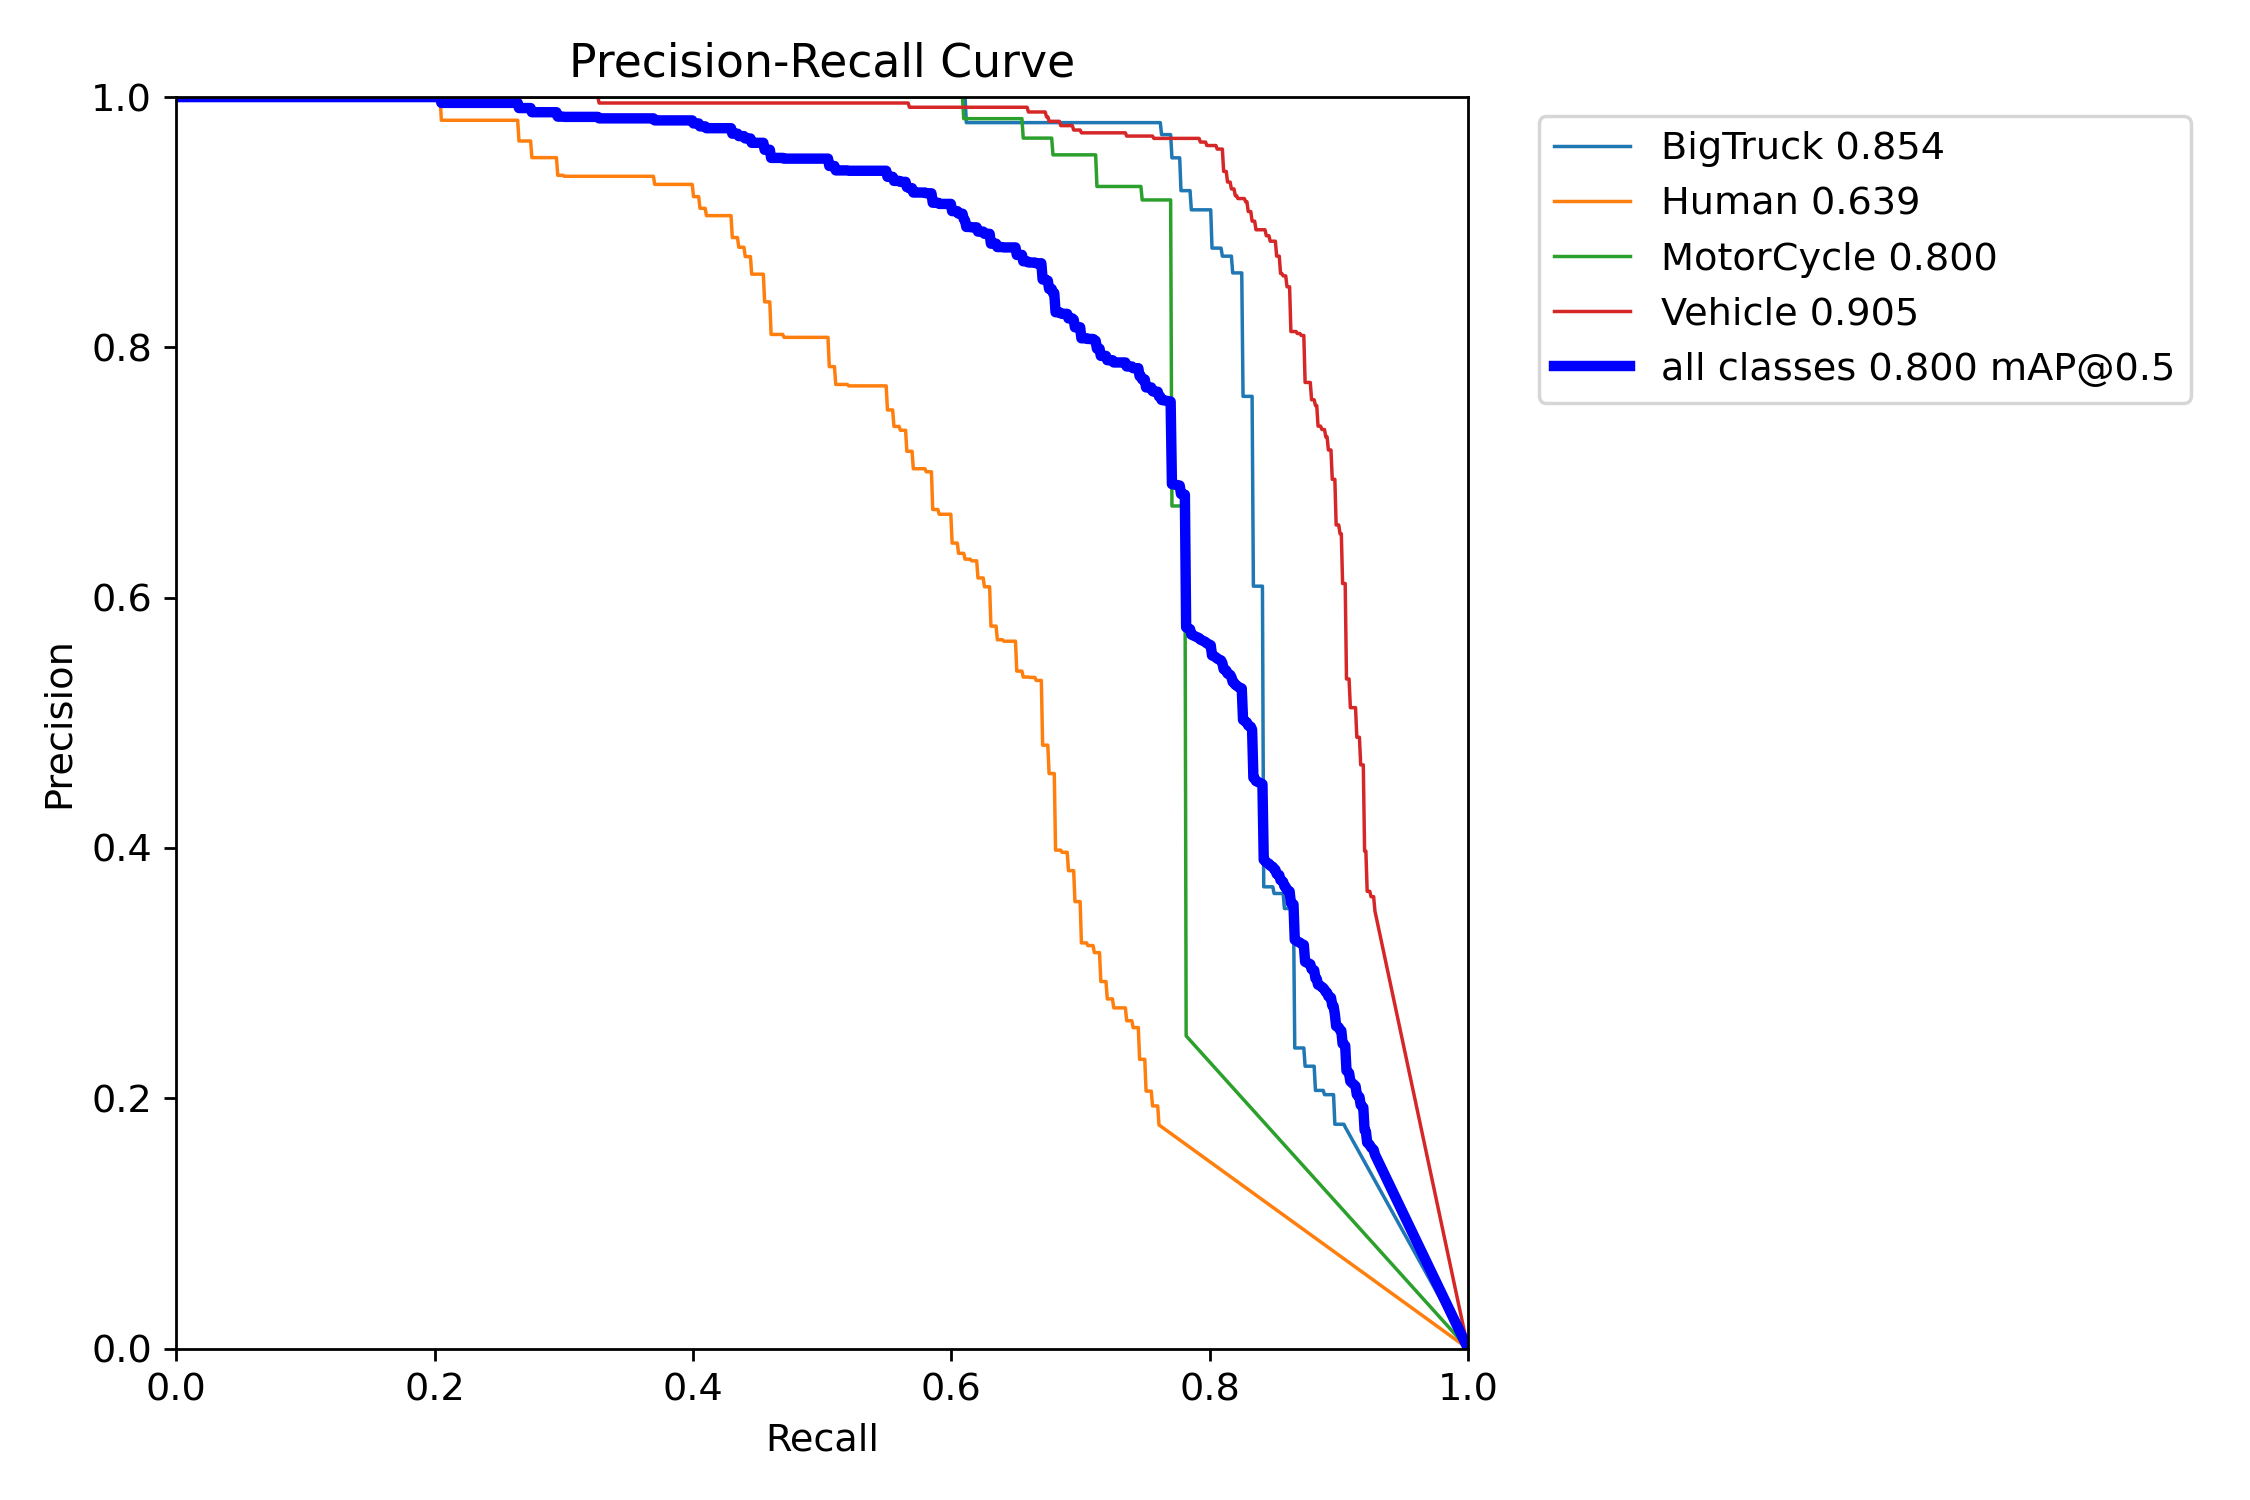 Precision-Recall Curve
1.0
0.8
0.6
0.4
0.2
0.0
Precision
0.0 0.2 0.4 0.6 0.8 1.0
Recall
BigTruck 0.854
Human 0.639
MotorCycle 0.800
Vehicle 0.905
all classes 0.800 mAP@0.5